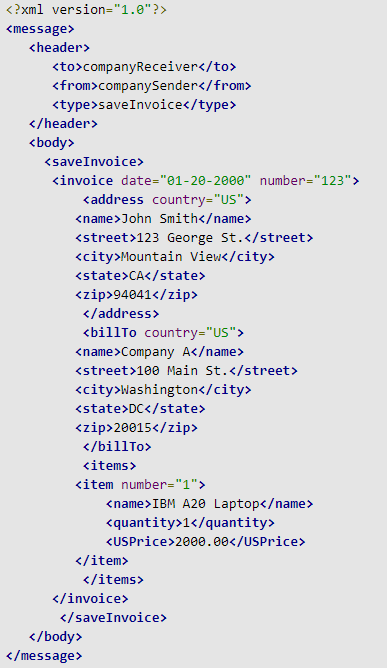 <?xml version="1.0"?>
<message>
<header>
<to>companyReceiver</to>
<from>companySender</from>
<type>saveInvoice</type>
</header>
<body>
<saveInvoice>
<invoice date="01-20-2000" number="123">
<address country="US">
<name>John Smith</name>
<street>123 George St.</street>
<city>Mountain View</city>
<state>CA</state>
<zip>94041</zip>
</address>
<billTo country="US">
<name>Company A</name>
<street>100 Main St.</street>
<city>Washington</city>
<state>DC</state>
<zip>20015</zip>
</billTo>
<items>
<item number="1">
<name>IBM A20 Laptop</name>
<quantity>1</quantity>
<USPrice>2000.00</USPrice>
</item>
</items>
</invoice>
</saveInvoice>
</body>
</message>